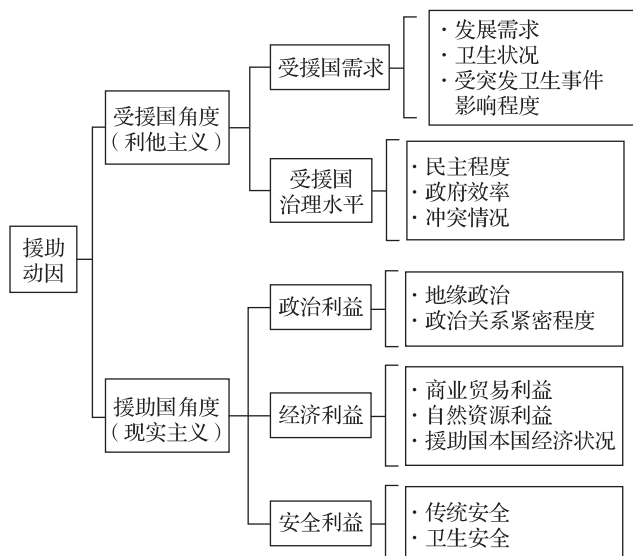 援助
动因
受援国角度
（利他主义）
受援国需求
· 发展需求
· 卫生状况
· 受突发卫生事件
影响程度
受援国
治理水平
· 民主程度
· 政府效率
· 冲突情况
援助国角度
（现实主义）
政治利益
· 地缘政治
· 政治关系紧密程度
经济利益
· 商业贸易利益
· 自然资源利益
· 援助国本国经济状况
安全利益
· 传统安全
· 卫生安全